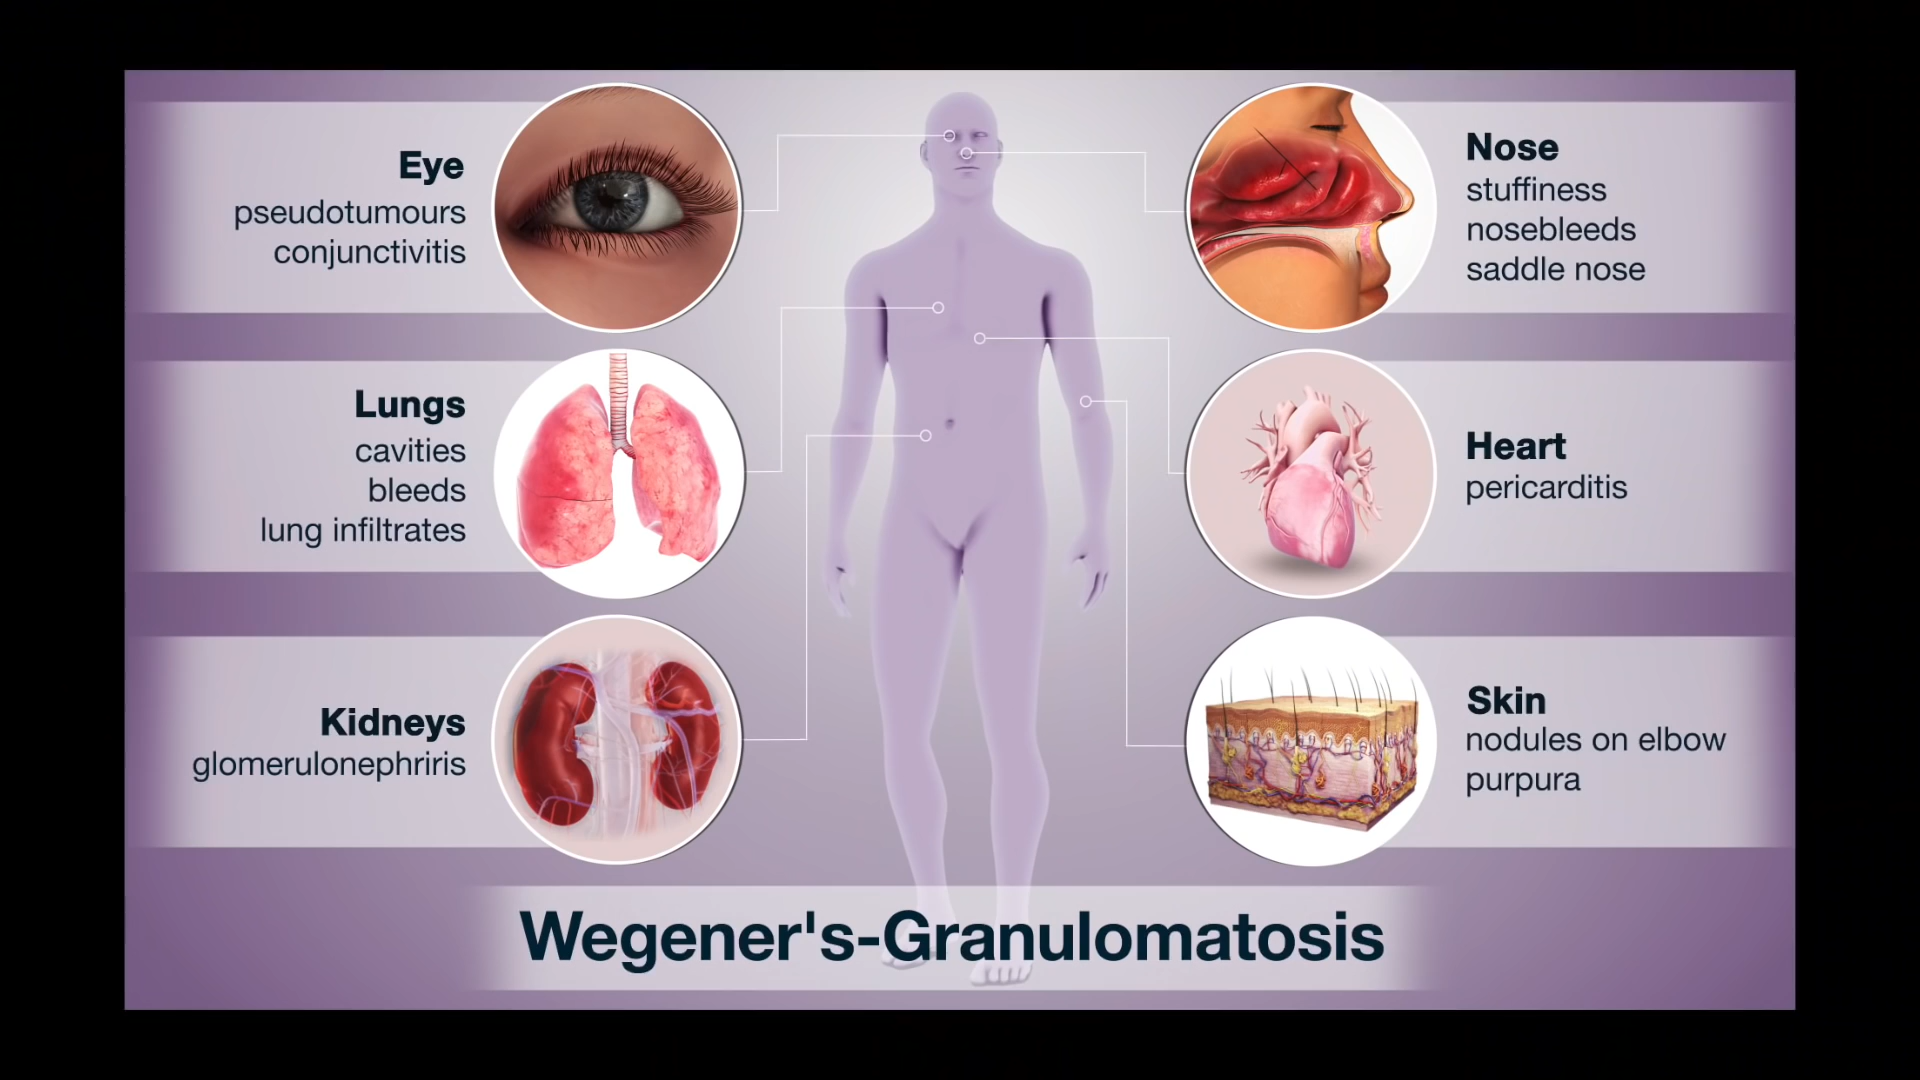 Eye
pseudotumours
conjunctivitis
Lungs
cavities
bleeds
lung infiltrates
Kidneys
glomerulonephriris
Nose
stuffiness
nosebleeds
saddle nose
Heart
pericarditis
Skin
nodules on elbow
purpura
Wegener's-Granulomatosis